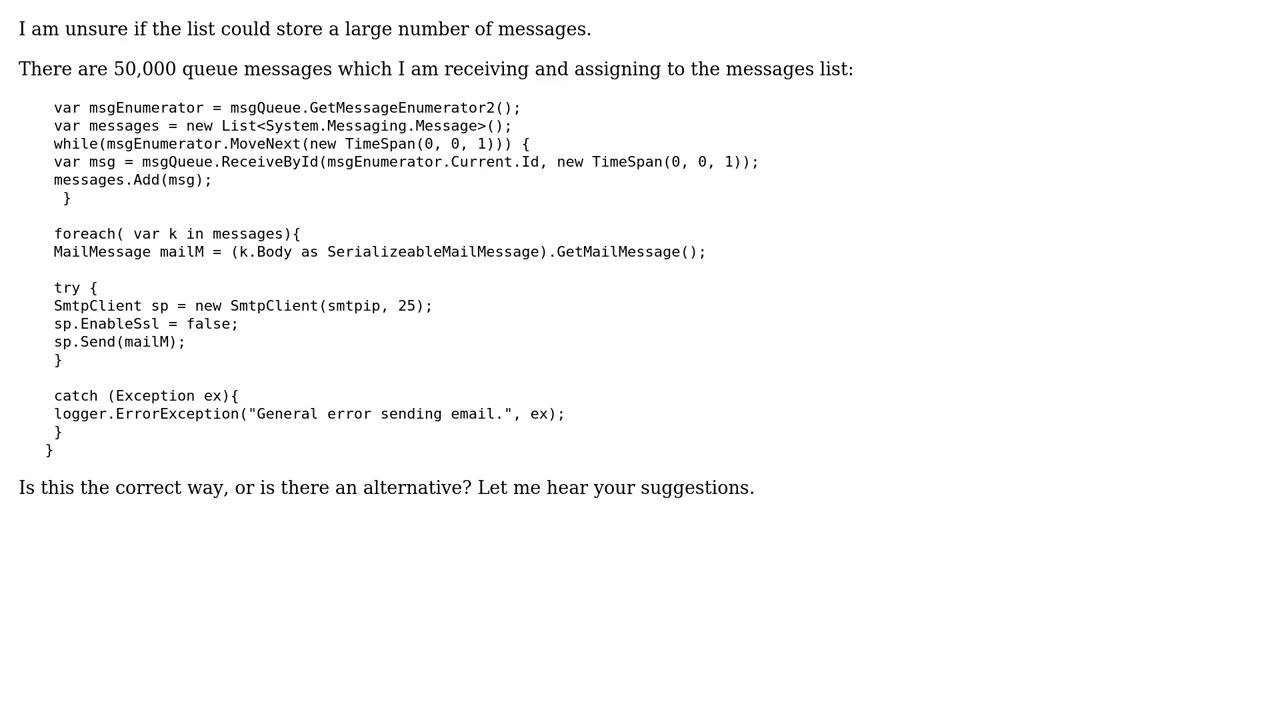 I am unsure if the list could store a large number of messages.
There are 50,000 queue messages which I am receiving and assigning to the messages list:
var msgEnumerator = msgQueue.GetMessageEnumerator2();
var messages = new List<System.Messaging.Message>();
while(msgEnumerator.MoveNext(new TimeSpan(0, 0, 1))) {
var msg = msgQueue.ReceiveById(msgEnumerator.Current.Id, new TimeSpan(0, 0, 1));
messages.Add(msg);
}
foreach( var k in messages){
MailMessage mailM = (k.Body as SerializeableMailMessage).GetMailMessage();
try {
SmtpClient sp = new SmtpClient(smtpip, 25);
sp.EnableSsl = false;
sp.Send(mailM);
}
catch (Exception ex){
logger.ErrorException("General error sending email.", ex);
}
}
Is this the correct way, or is there an alternative? Let me hear your suggestions.